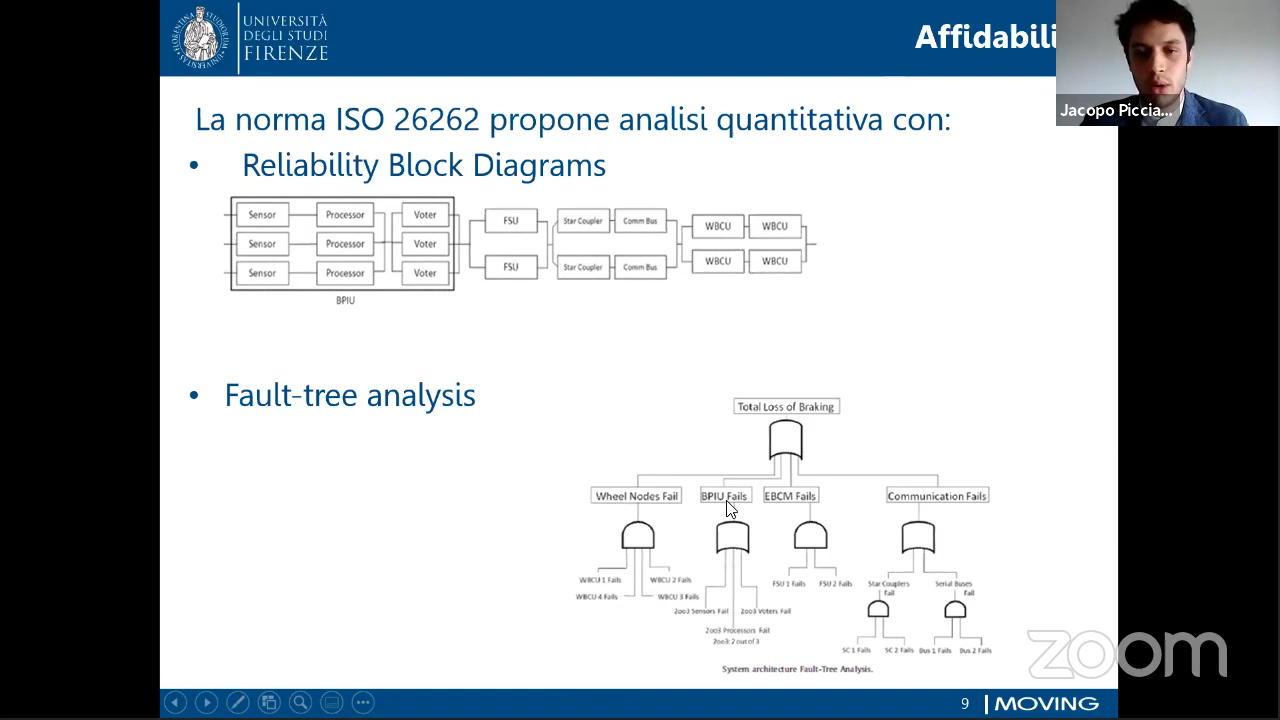 UNIVERSITÀ
DEGLI STUDI
FIRENZE
Affidabili
Jacopo Piccia...
La norma ISO 26262 propone analisi quantitativa con:
• Reliability Block Diagrams
Sensor Processor Voter
Sensor Processor Voter
Sensor Processor Voter
BPIU
FSU Star Coupler Comm Bus WBCU WBCU
FSU Star Coupler Comm Bus WBCU WBCU
• Fault-tree analysis
Total Loss of Braking
Wheel Nodes Fail BPIU Fails EBCM Fails Communication Fails
WBCU 1 Fails WBCU 2 Fails FSU 1 Fails FSU 2 Fails Star Couplers Fail Serial Buses Fail
WBCU 4 Fails WBCU 3 Fails
2oo3 Sensors Fail 2oo3 Voters Fail
2oo3 Processors Fail
2oo3: 2 out of 3
SC 1 Fails SC 2 Fails Bus 1 Fails Bus 2 Fails
System architecture Fault-Tree Analysis.
zoom
9 | MOVING